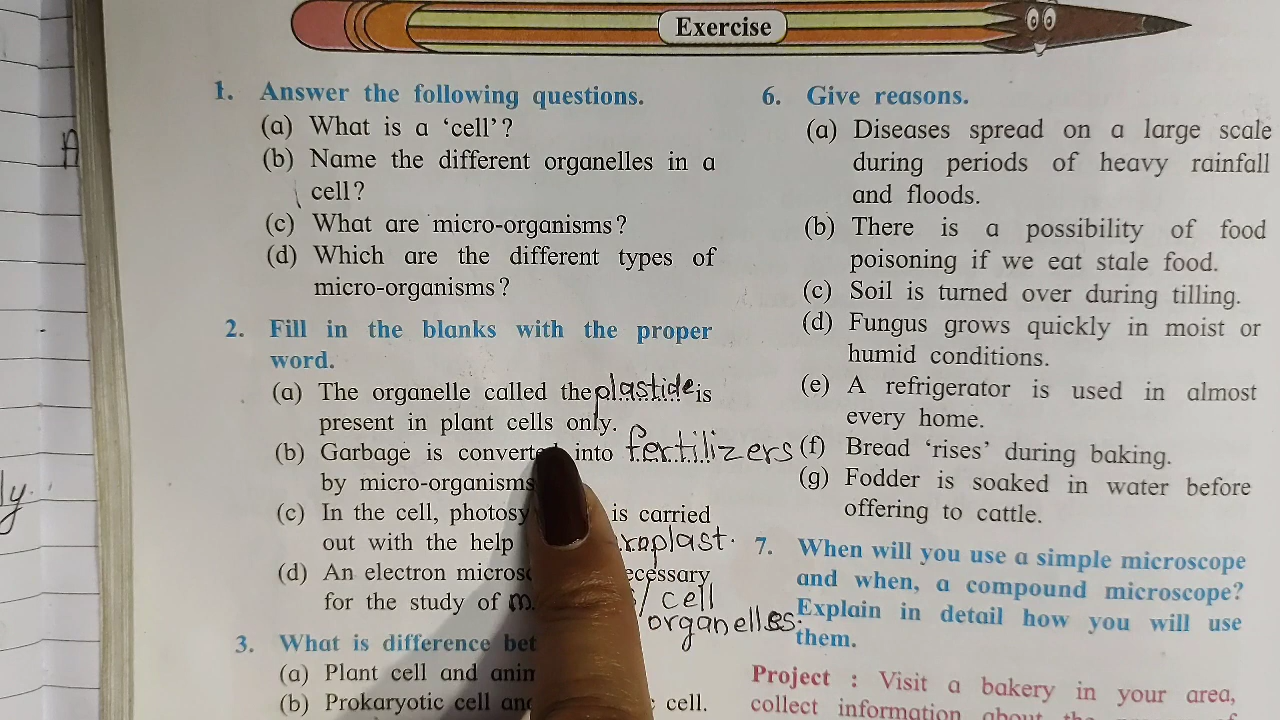 Exercise
1. Answer the following questions.
(a) What is a ‘cell’?
(b) Name the different organelles in a
cell?
(c) What are micro-organisms?
(d) Which are the different types of
micro-organisms?
2. Fill in the blanks with the proper
word.
(a) The organelle called the plastide is
present in plant cells only.
(b) Garbage is into fertilizers
by micro-organisms
(c) In the cell, is carried
out with the help
(d) An electron
for the study of / cell
organelles.
3. What is difference
(a) Plant cell and
(b) Prokaryotic cell cell.
6. Give reasons.
(a) Diseases spread on a large scale
during periods of heavy rainfall
and floods.
(b) There is a possibility of food
poisoning if we eat stale food.
(c) Soil is turned over during tilling.
(d) Fungus grows quickly in moist or
humid conditions.
(e) A refrigerator is used in almost
every home.
(f) Bread ‘rises’ during baking.
(g) Fodder is soaked in water before
offering to cattle.
7. When will you use a simple microscope
and when, a compound microscope?
Explain in detail how you will use
them.
Project : Visit a bakery in your area,
collect information about the